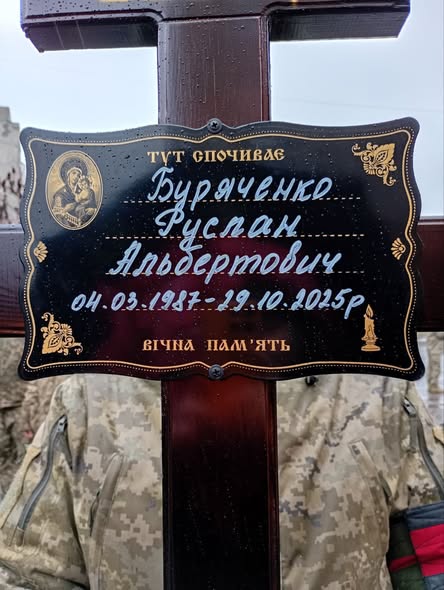 ТУТ СПОЧИВАЄ
Буряченко
Руслан
Альбертович
04.03.1987-29.10.2025р
ВІЧНА ПАМ'ЯТЬ